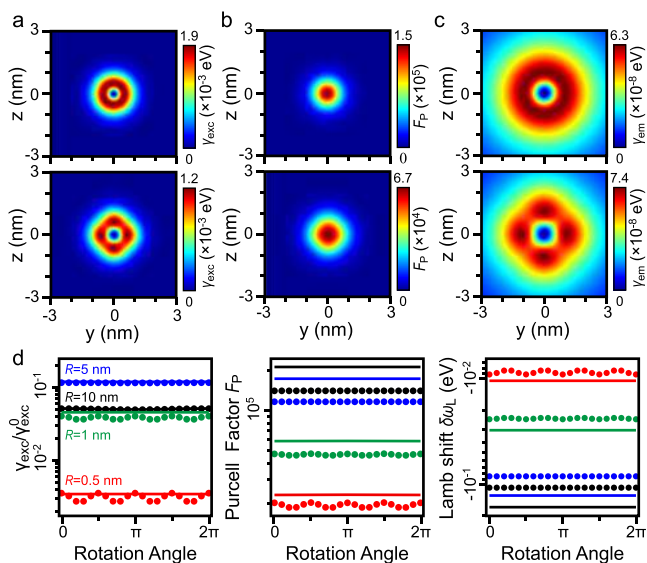 a
b
c
3
0
-3
z (nm)
1.9
0
γexc (×10⁻³ eV)
3
0
-3
z (nm)
1.5
0
FP (×10⁵)
3
0
-3
z (nm)
6.3
0
γem (×10⁻⁸ eV)
3
0
-3
z (nm)
1.2
0
γexc (×10⁻³ eV)
3
0
-3
z (nm)
6.7
0
FP (×10⁴)
3
0
-3
z (nm)
7.4
0
γem (×10⁻⁸ eV)
-3 0 3
y (nm)
-3 0 3
y (nm)
-3 0 3
y (nm)
d
γexc/γ⁰exc
10⁻¹
10⁻²
R=5 nm
R=10 nm
R=1 nm
R=0.5 nm
0 π 2π
Rotation Angle
Purcell Factor FP
10⁵
0 π 2π
Rotation Angle
Lamb shift δωL (eV)
-10⁻²
-10⁻¹
0 π 2π
Rotation Angle